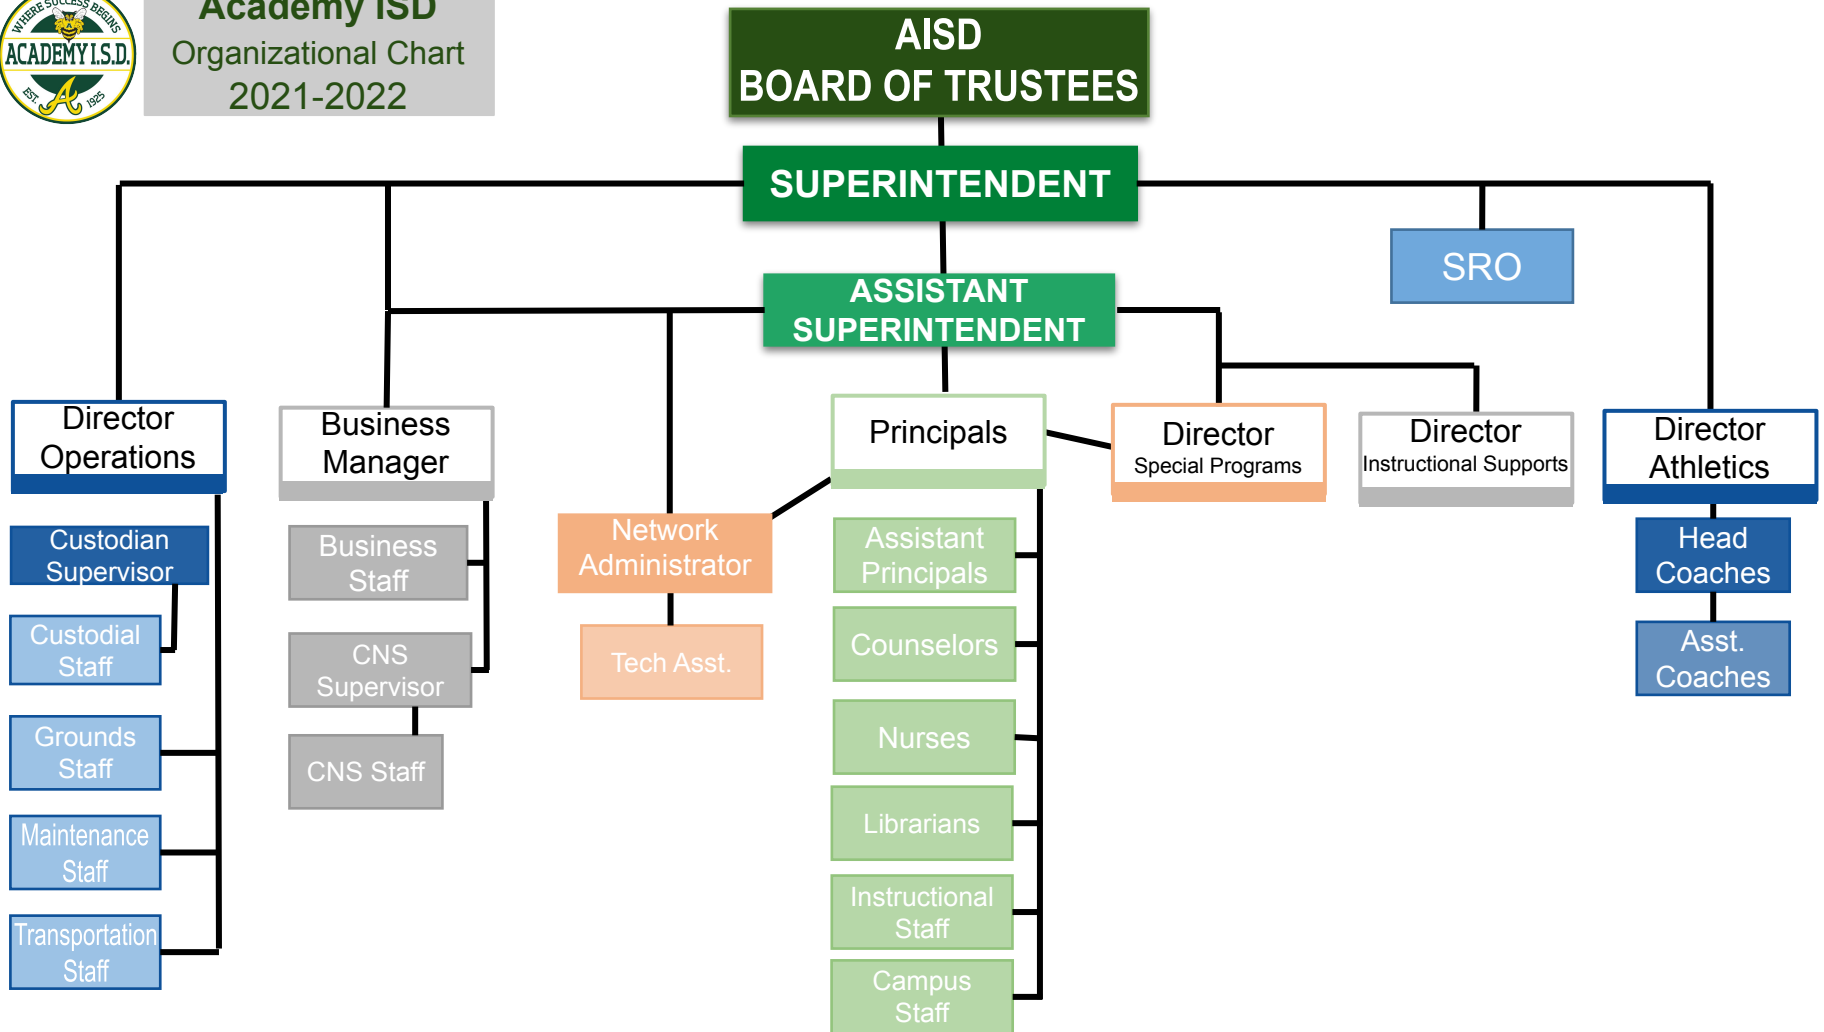 WHERE SUCCESS BEGINS
ACADEMY I.S.D.
EST. A 1925
Academy ISD
Organizational Chart
2021-2022
AISD
BOARD OF TRUSTEES
SUPERINTENDENT
SRO
ASSISTANT
SUPERINTENDENT
Director
Operations
Business
Manager
Principals
Director
Special Programs
Director
Instructional Supports
Director
Athletics
Custodian
Supervisor
Custodial
Staff
Grounds
Staff
Maintenance
Staff
Transportation
Staff
Business
Staff
CNS
Supervisor
CNS Staff
Network
Administrator
Tech Asst.
Assistant
Principals
Counselors
Nurses
Librarians
Instructional
Staff
Campus
Staff
Head
Coaches
Asst.
Coaches